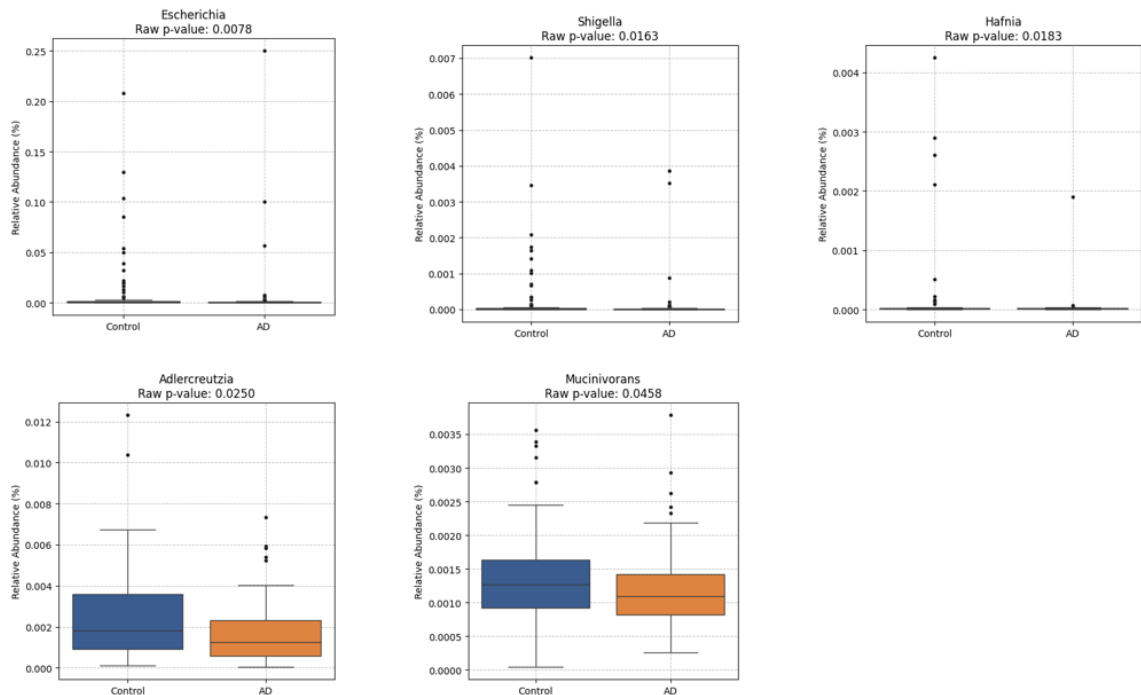 Escherichia
Raw p-value: 0.0078
Relative Abundance (%)
0.25
0.20
0.15
0.10
0.05
0.00
Control
AD
Shigella
Raw p-value: 0.0163
Relative Abundance (%)
0.007
0.006
0.005
0.004
0.003
0.002
0.001
0.000
Control
AD
Hafnia
Raw p-value: 0.0183
Relative Abundance (%)
0.004
0.003
0.002
0.001
0.000
Control
AD
Adlercreutzia
Raw p-value: 0.0250
Relative Abundance (%)
0.012
0.010
0.008
0.006
0.004
0.002
0.000
Control
AD
Mucinivorans
Raw p-value: 0.0458
Relative Abundance (%)
0.0035
0.0030
0.0025
0.0020
0.0015
0.0010
0.0005
0.0000
Control
AD